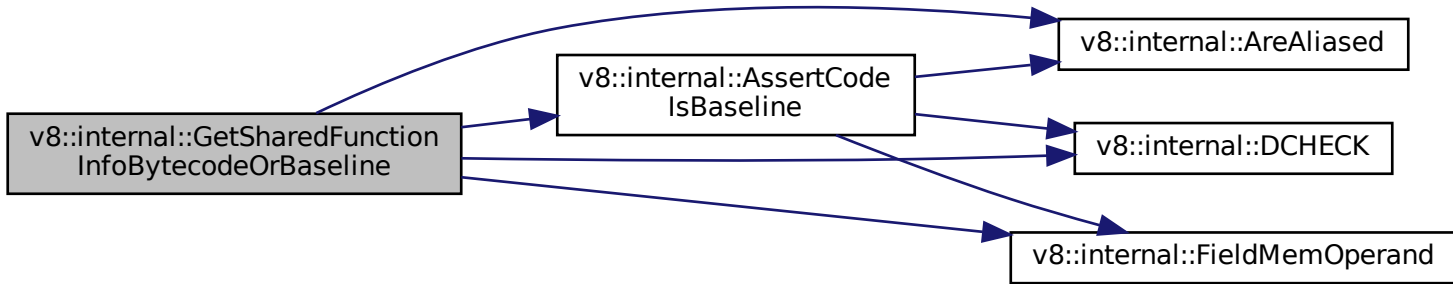 v8::internal::GetSharedFunction
InfoBytecodeOrBaseline
v8::internal::AssertCode
IsBaseline
v8::internal::AreAliased
v8::internal::DCHECK
v8::internal::FieldMemOperand